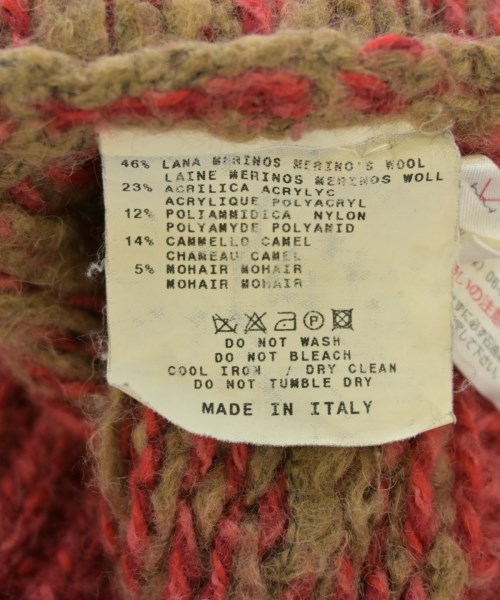 46% LANA MERINOS MERINO'S WOOL
LAINE MERINOS MERINOS WOLL
23% ACRILICA ACRYLYC
ACRYLIQUE POLYACRYL
12% POLIAMMIDICA NYLON
POLYAMYDE POLYAMID
14% CAMMELLO CAMEL
CHAMEAU CAMEL
5% MOHAIR MOHAIR
MOHAIR MOHAIR
P
DO NOT WASH
DO NOT BLEACH
COOL IRON / DRY CLEAN
DO NOT TUMBLE DRY
MADE IN ITALY